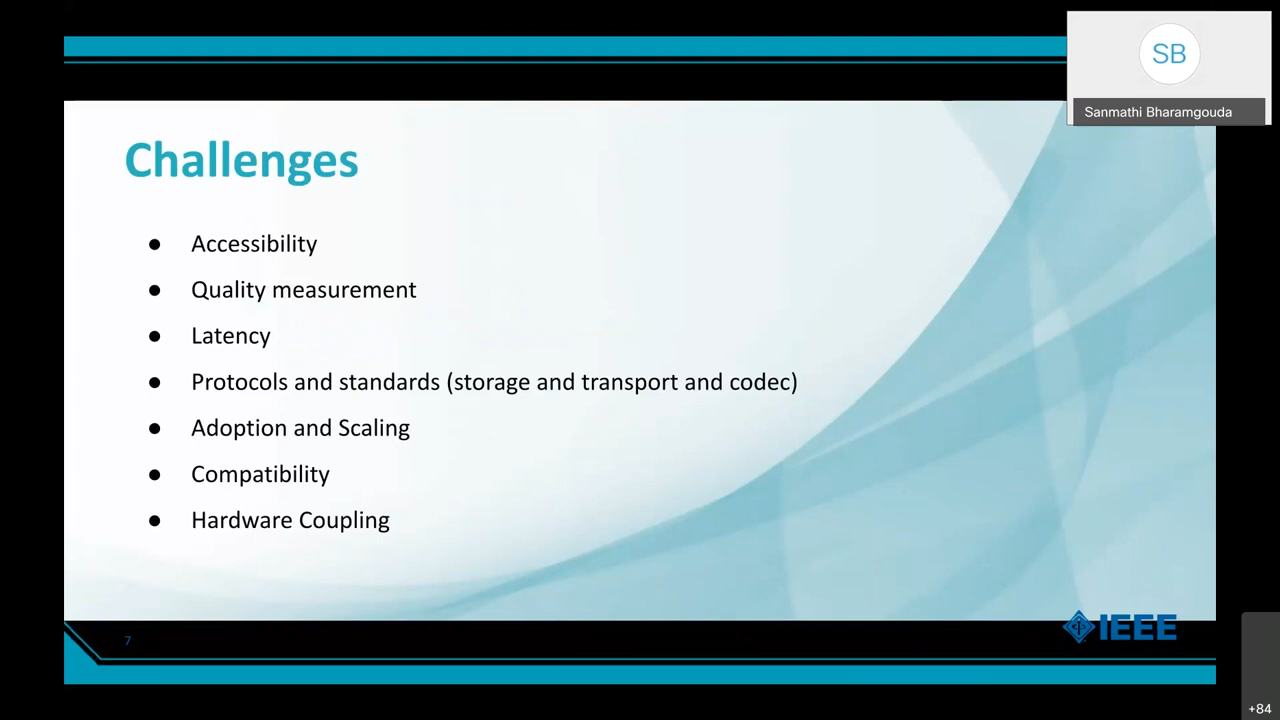 SB
Sanmathi Bharamgouda
Challenges
● Accessibility
● Quality measurement
● Latency
● Protocols and standards (storage and transport and codec)
● Adoption and Scaling
● Compatibility
● Hardware Coupling
7
IEEE
+84